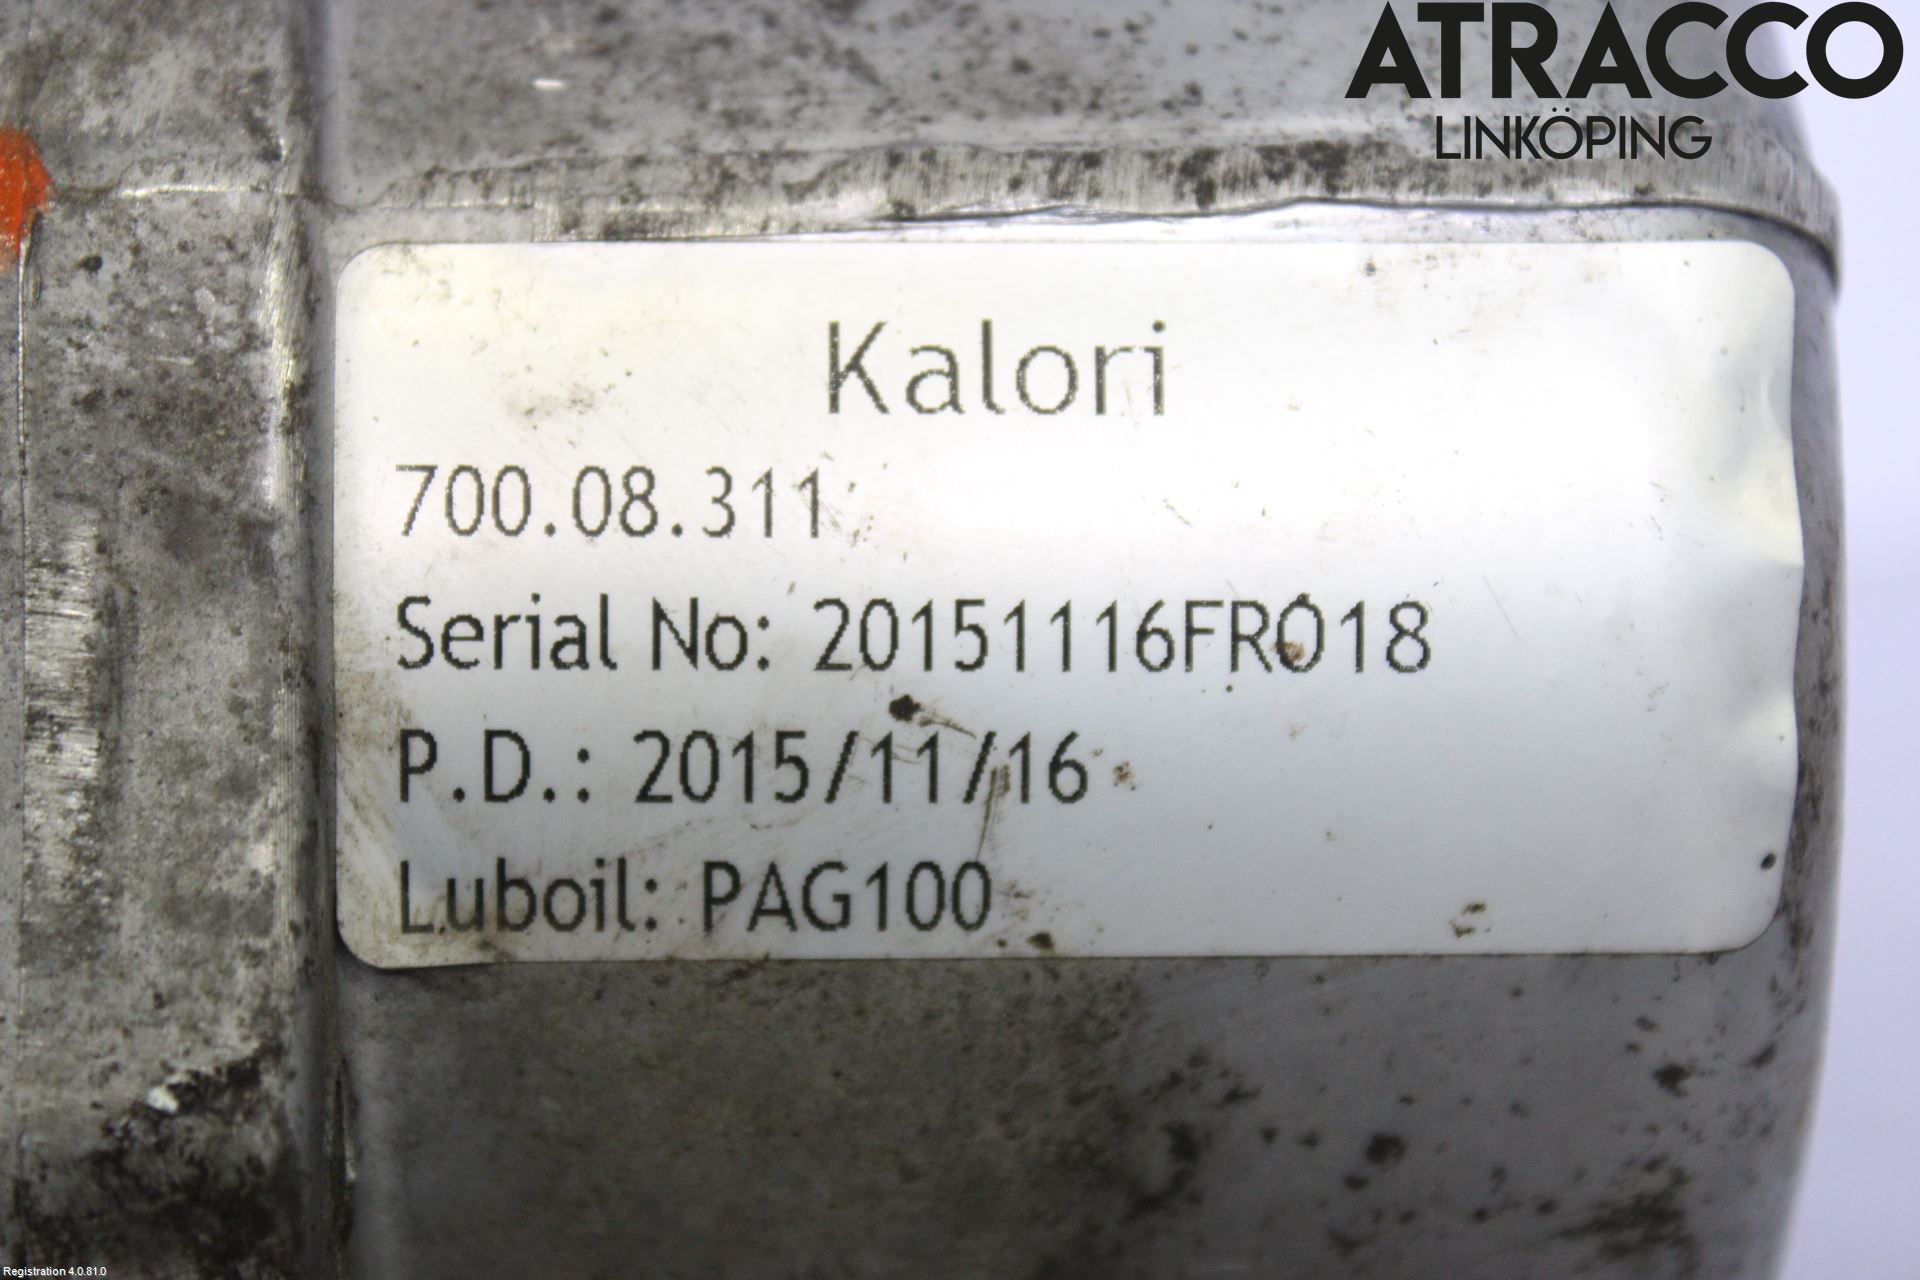 ATRACCO
LINKÖPING
Kalori
700.08.311
Serial No: 20151116FR018
P.D.: 2015/11/16
Luboil: PAG100
Registration 4.0.81.0